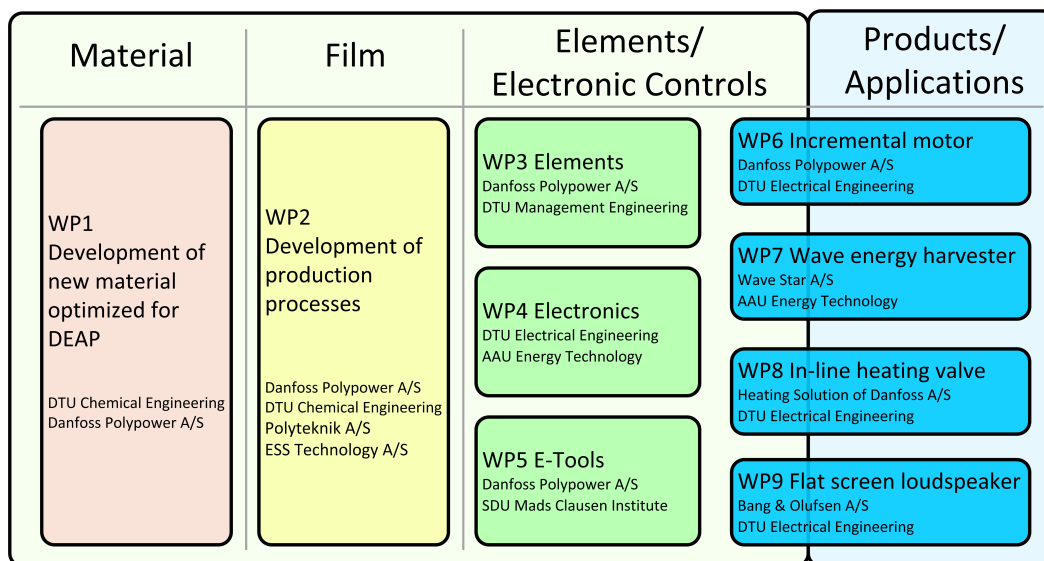 Material
Film
Elements/
Electronic Controls
Products/
Applications
WP1
Development of
new material
optimized for
DEAP
DTU Chemical Engineering
Danfoss Polypower A/S
WP2
Development of
production
processes
Danfoss Polypower A/S
DTU Chemical Engineering
Polyteknik A/S
ESS Technology A/S
WP3 Elements
Danfoss Polypower A/S
DTU Management Engineering
WP4 Electronics
DTU Electrical Engineering
AAU Energy Technology
WP5 E-Tools
Danfoss Polypower A/S
SDU Mads Clausen Institute
WP6 Incremental motor
Danfoss Polypower A/S
DTU Electrical Engineering
WP7 Wave energy harvester
Wave Star A/S
AAU Energy Technology
WP8 In-line heating valve
Heating Solution of Danfoss A/S
DTU Electrical Engineering
WP9 Flat screen loudspeaker
Bang & Olufsen A/S
DTU Electrical Engineering